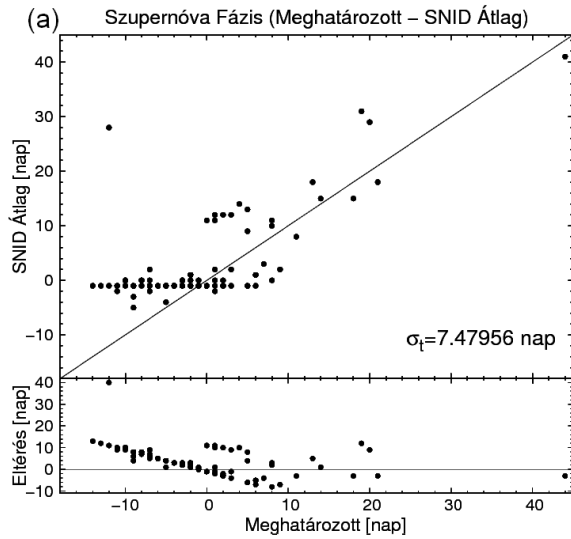 (a) Szupernóva Fázis (Meghatározott – SNID Átlag)
40
30
20
10
0
−10
SNID Átlag [nap]
σt=7.47956 nap
40
30
20
10
0
−10
Eltérés [nap]
−10 0 10 20 30 40
Meghatározott [nap]